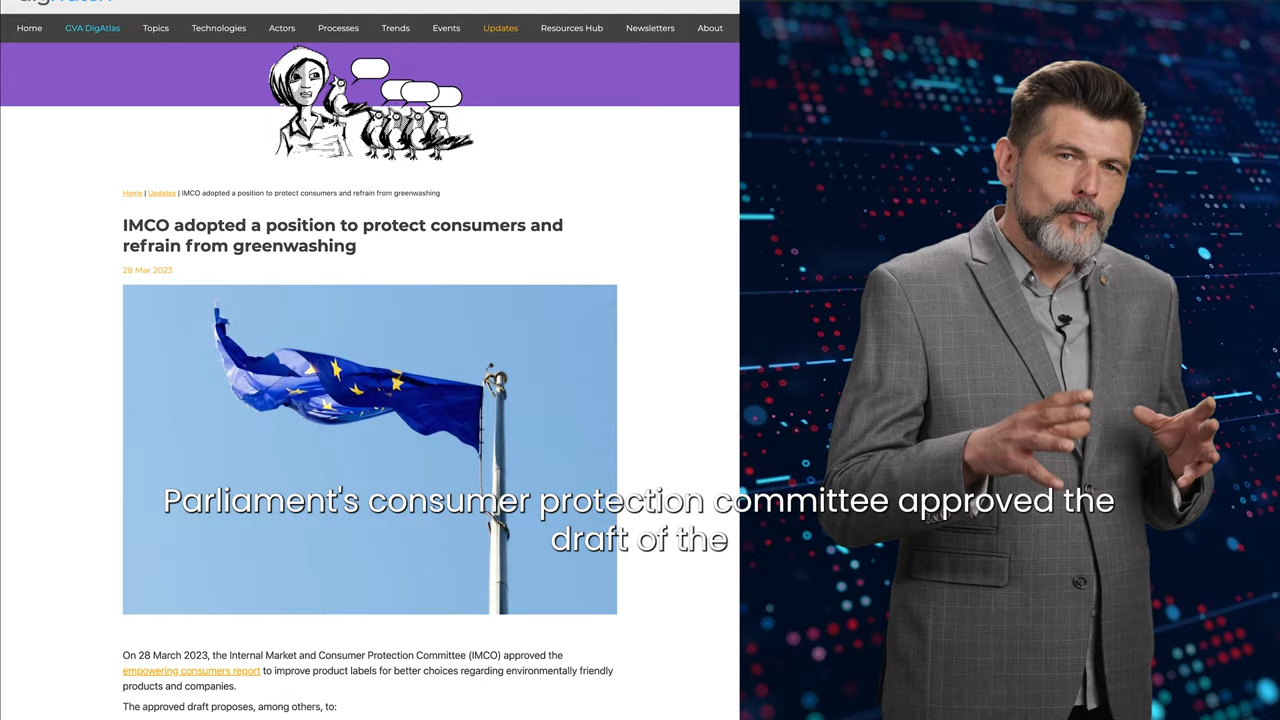 Home GVA DigAtlas Topics Technologies Actors Processes Trends Events Updates Resources Hub Newsletters About
Home | Updates | IMCO adopted a position to protect consumers and refrain from greenwashing
IMCO adopted a position to protect consumers and
refrain from greenwashing
28 Mar 2023
Parliament's consumer protection committee approved the
draft of the
On 28 March 2023, the Internal Market and Consumer Protection Committee (IMCO) approved the
empowering consumers report to improve product labels for better choices regarding environmentally friendly
products and companies.
The approved draft proposes, among others, to: